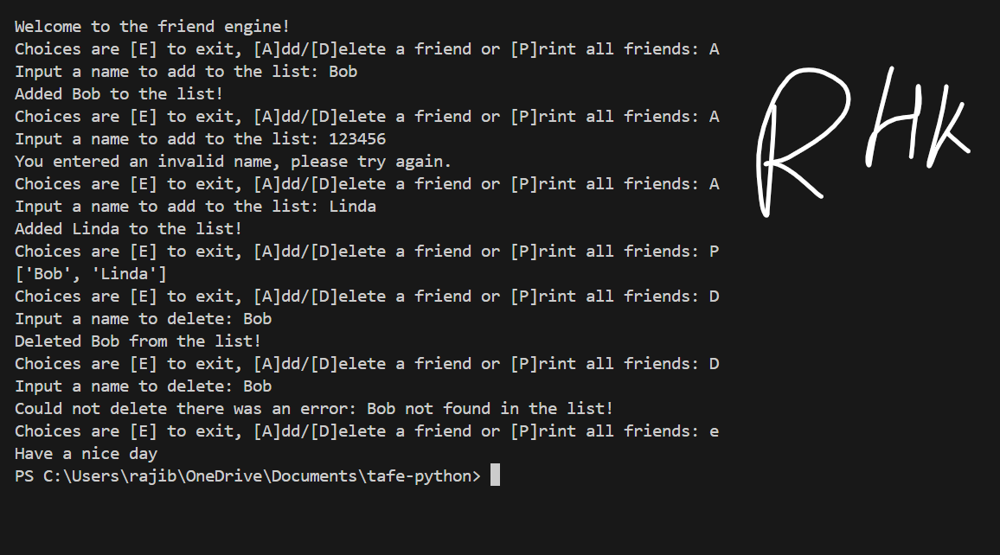 Welcome to the friend engine!
Choices are [E] to exit, [A]dd/[D]elete a friend or [P]rint all friends: A
Input a name to add to the list: Bob
Added Bob to the list!
Choices are [E] to exit, [A]dd/[D]elete a friend or [P]rint all friends: A
Input a name to add to the list: 123456
You entered an invalid name, please try again.
Choices are [E] to exit, [A]dd/[D]elete a friend or [P]rint all friends: A
Input a name to add to the list: Linda
Added Linda to the list!
Choices are [E] to exit, [A]dd/[D]elete a friend or [P]rint all friends: P
['Bob', 'Linda']
Choices are [E] to exit, [A]dd/[D]elete a friend or [P]rint all friends: D
Input a name to delete: Bob
Deleted Bob from the list!
Choices are [E] to exit, [A]dd/[D]elete a friend or [P]rint all friends: D
Input a name to delete: Bob
Could not delete there was an error: Bob not found in the list!
Choices are [E] to exit, [A]dd/[D]elete a friend or [P]rint all friends: e
Have a nice day
PS C:\Users\rajib\OneDrive\Documents\tafe-python>
RHk